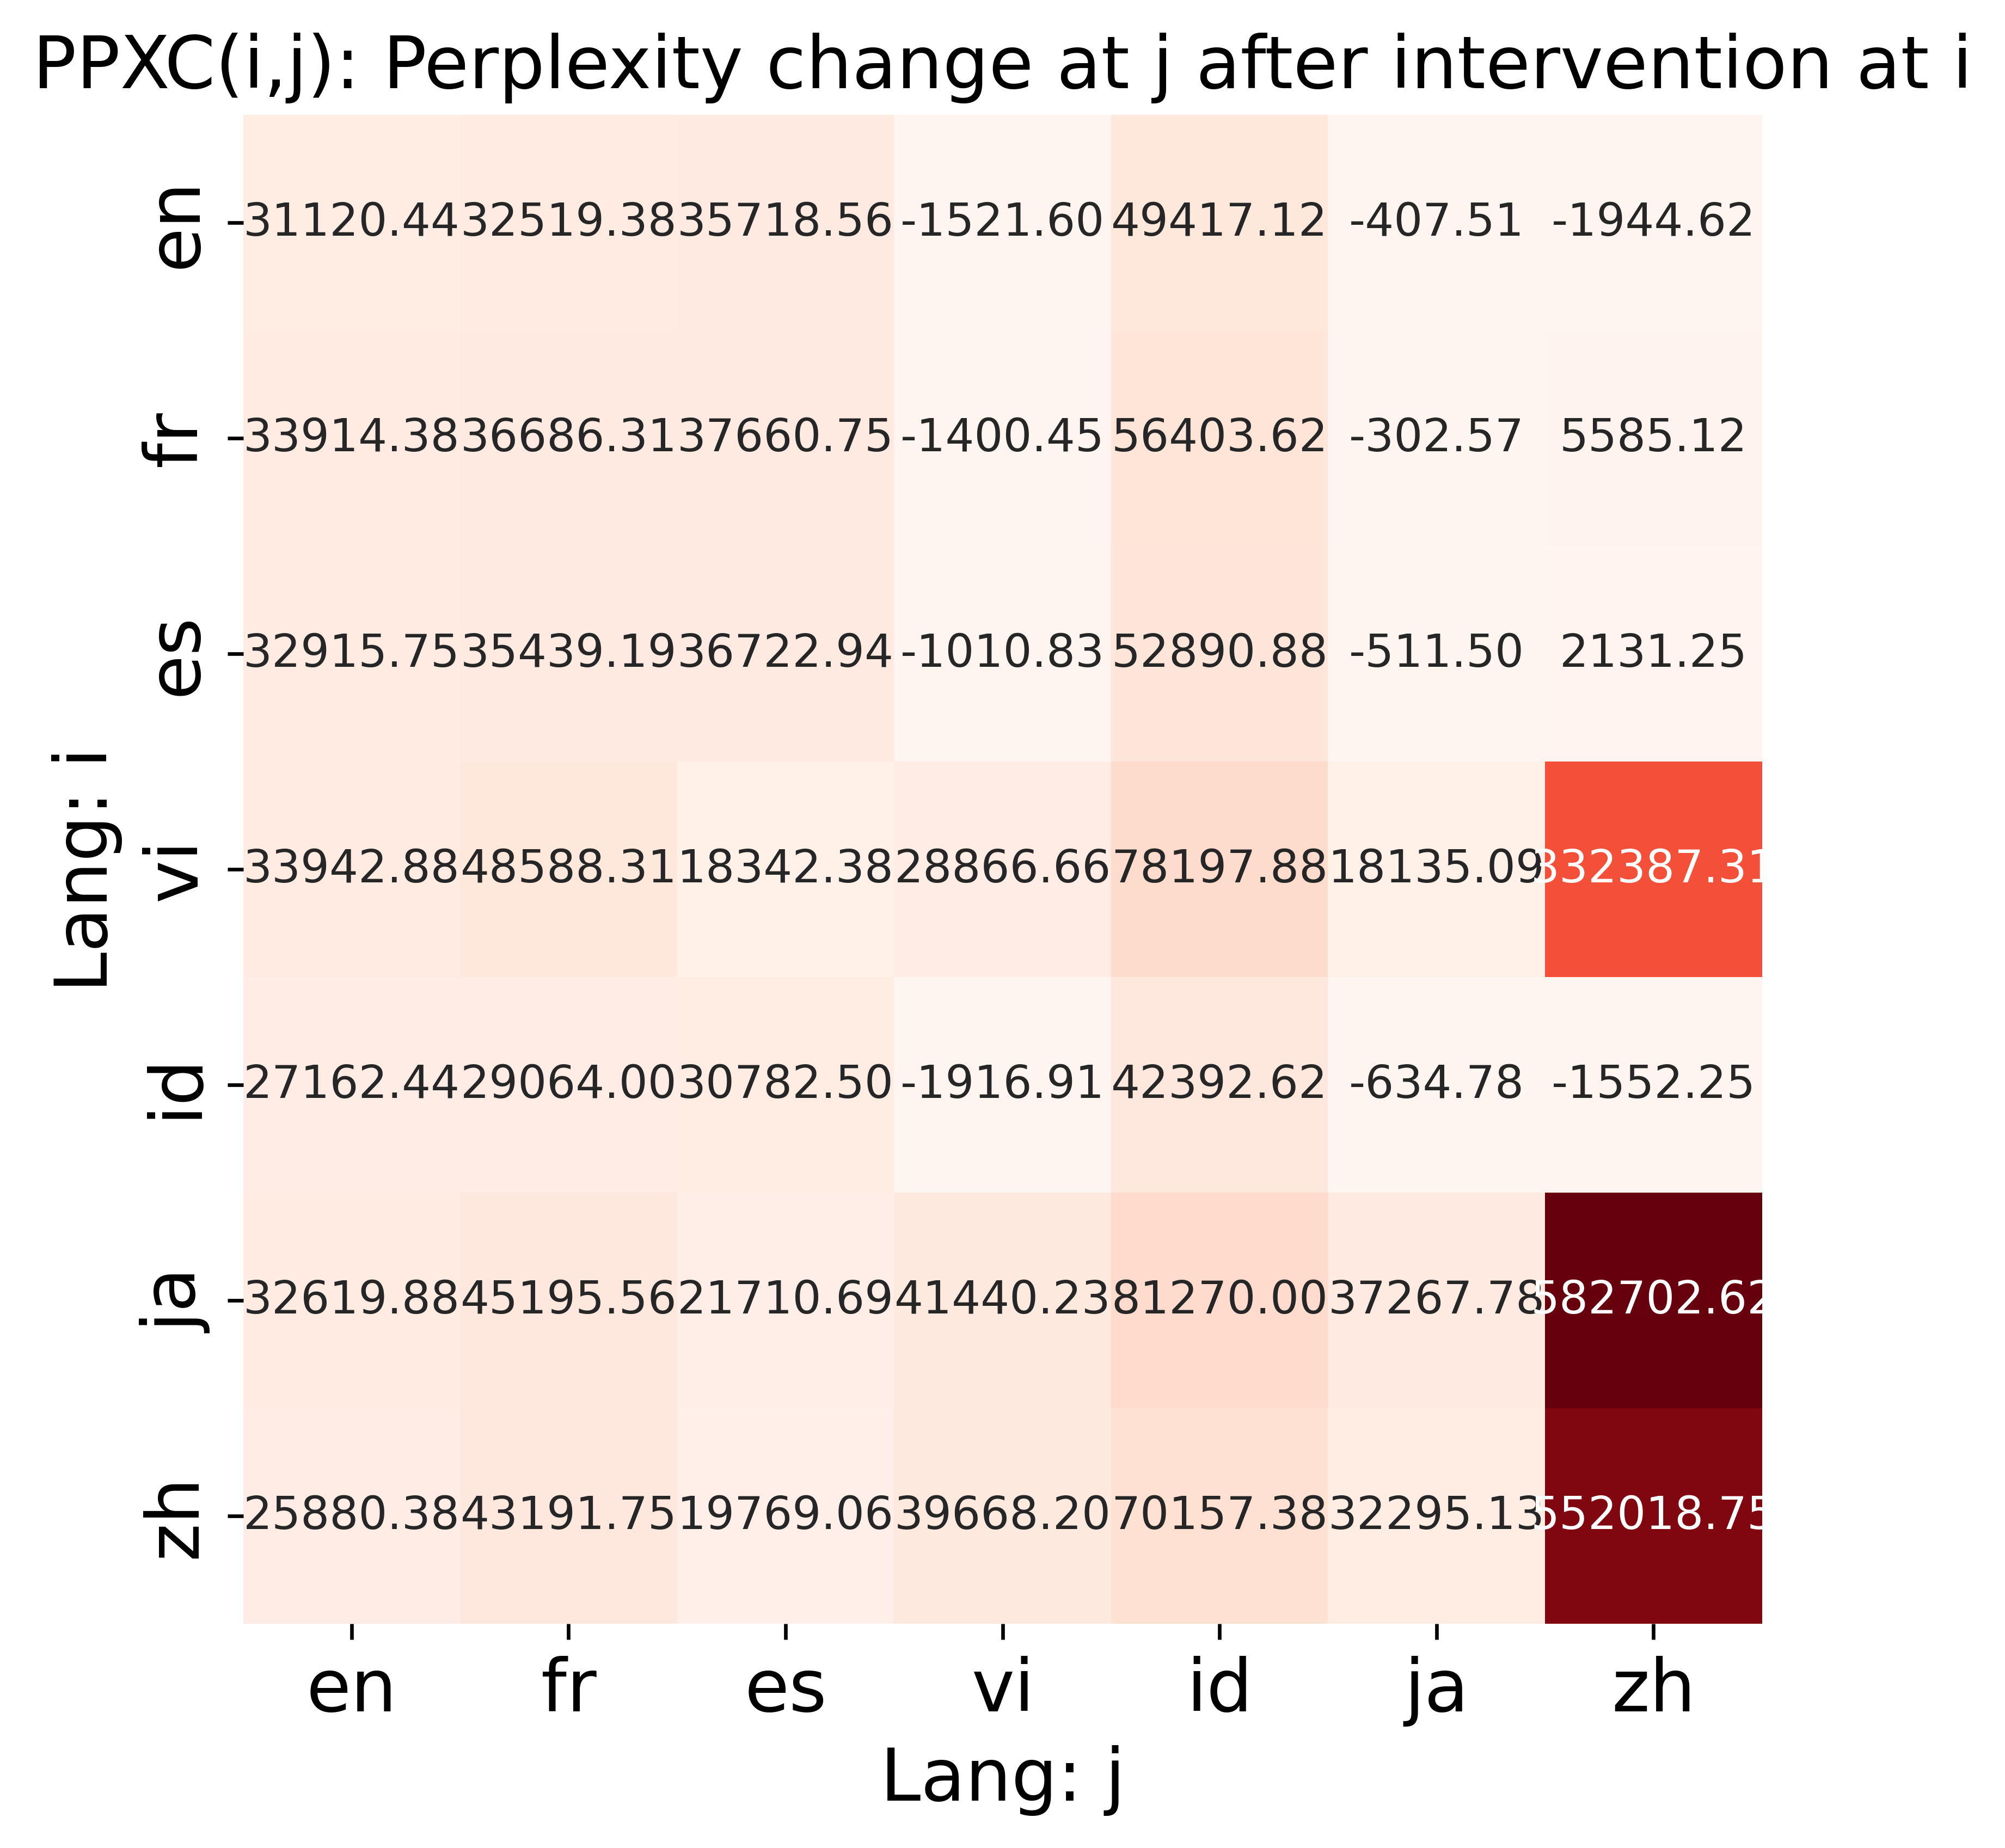 PPXC(i,j): Perplexity change at j after intervention at i
en 31120.44 32519.38 35718.56 -1521.60 49417.12 -407.51 -1944.62
fr 33914.38 36686.31 37660.75 -1400.45 56403.62 -302.57 5585.12
es 32915.75 35439.19 36722.94 -1010.83 52890.88 -511.50 2131.25
Lang: i
vi 33942.88 48588.31 18342.38 28866.66 78197.88 18135.09 332387.31
id 27162.44 29064.00 30782.50 -1916.91 42392.62 -634.78 -1552.25
ja 32619.88 45195.56 21710.69 41440.23 81270.00 37267.78 582702.62
zh 25880.38 43191.75 19769.06 39668.20 70157.38 32295.13 552018.75
en fr es vi id ja zh
Lang: j